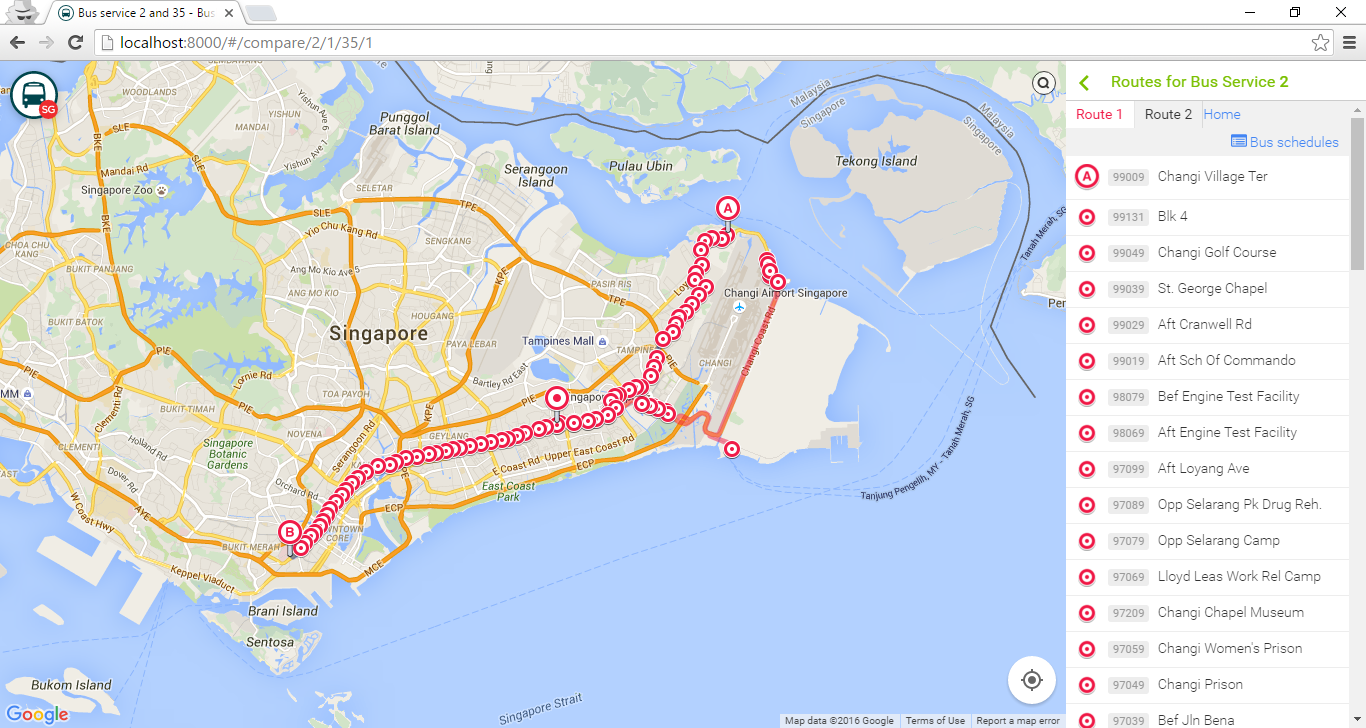 Bus service 2 and 35 - Bus
localhost:8000/#/compare/2/1/35/1
SG
WOODLANDS
Yishun Ave 7
Yishun Ave 1
Yishun Ave 6
SLE
BKE
MANDAI
Mandai Rd
Singapore Zoo
SLE
Yio Chu Kang Rd
SELETAR
TPE
SENGKANG
KPE
CHOA CHU KANG
BUKIT PANJANG
Ang Mo Kio Ave 5
ANG MO KIO
HOUGANG
TPE
PASIR RIS
Punggol
Barat Island
Serangoon
Island
Pulau Ubin
Malaysia
Singapore
Malaysia
Singapore
Tekong Island
Tanah Merah, SG
A
Changi Airport Singapore
Changi Coast Rd
CHANGI
BUKIT BATOK
BKE
PIE
Singapore
PAYA LEBAR
Tampines Mall
TAMPINES
PIE
Bartley Rd East
Lornie Rd
TOA PAYOH
Clementi Rd
BUKIT TIMAH
PIE
KPE
PIE
NOVENA
GEYLANG
Serangoon Rd
Holland Rd
Singapore
Botanic
Gardens
CLEMENTI
Dover Rd
AYE
Orchard Rd
E Coast Rd
Upper East Coast Rd
ECP
East Coast
Park
ECP
W Coast Hwy
B
BUKIT MERAH
DOWNTOWN
CORE
MCE
Keppel Viaduct
Brani Island
Sentosa
Bukom Island
Singapore Strait
Tanjung Pengelih, MY - Tanah Merah, SG
Google
Map data ©2016 Google
Terms of Use
Report a map error
Routes for Bus Service 2
Route 1
Route 2
Home
Bus schedules
A 99009 Changi Village Ter
99131 Blk 4
99049 Changi Golf Course
99039 St. George Chapel
99029 Aft Cranwell Rd
99019 Aft Sch Of Commando
98079 Bef Engine Test Facility
98069 Aft Engine Test Facility
97099 Aft Loyang Ave
97089 Opp Selarang Pk Drug Reh.
97079 Opp Selarang Camp
97069 Lloyd Leas Work Rel Camp
97209 Changi Chapel Museum
97059 Changi Women's Prison
97049 Changi Prison
97039 Bef Jln Bena